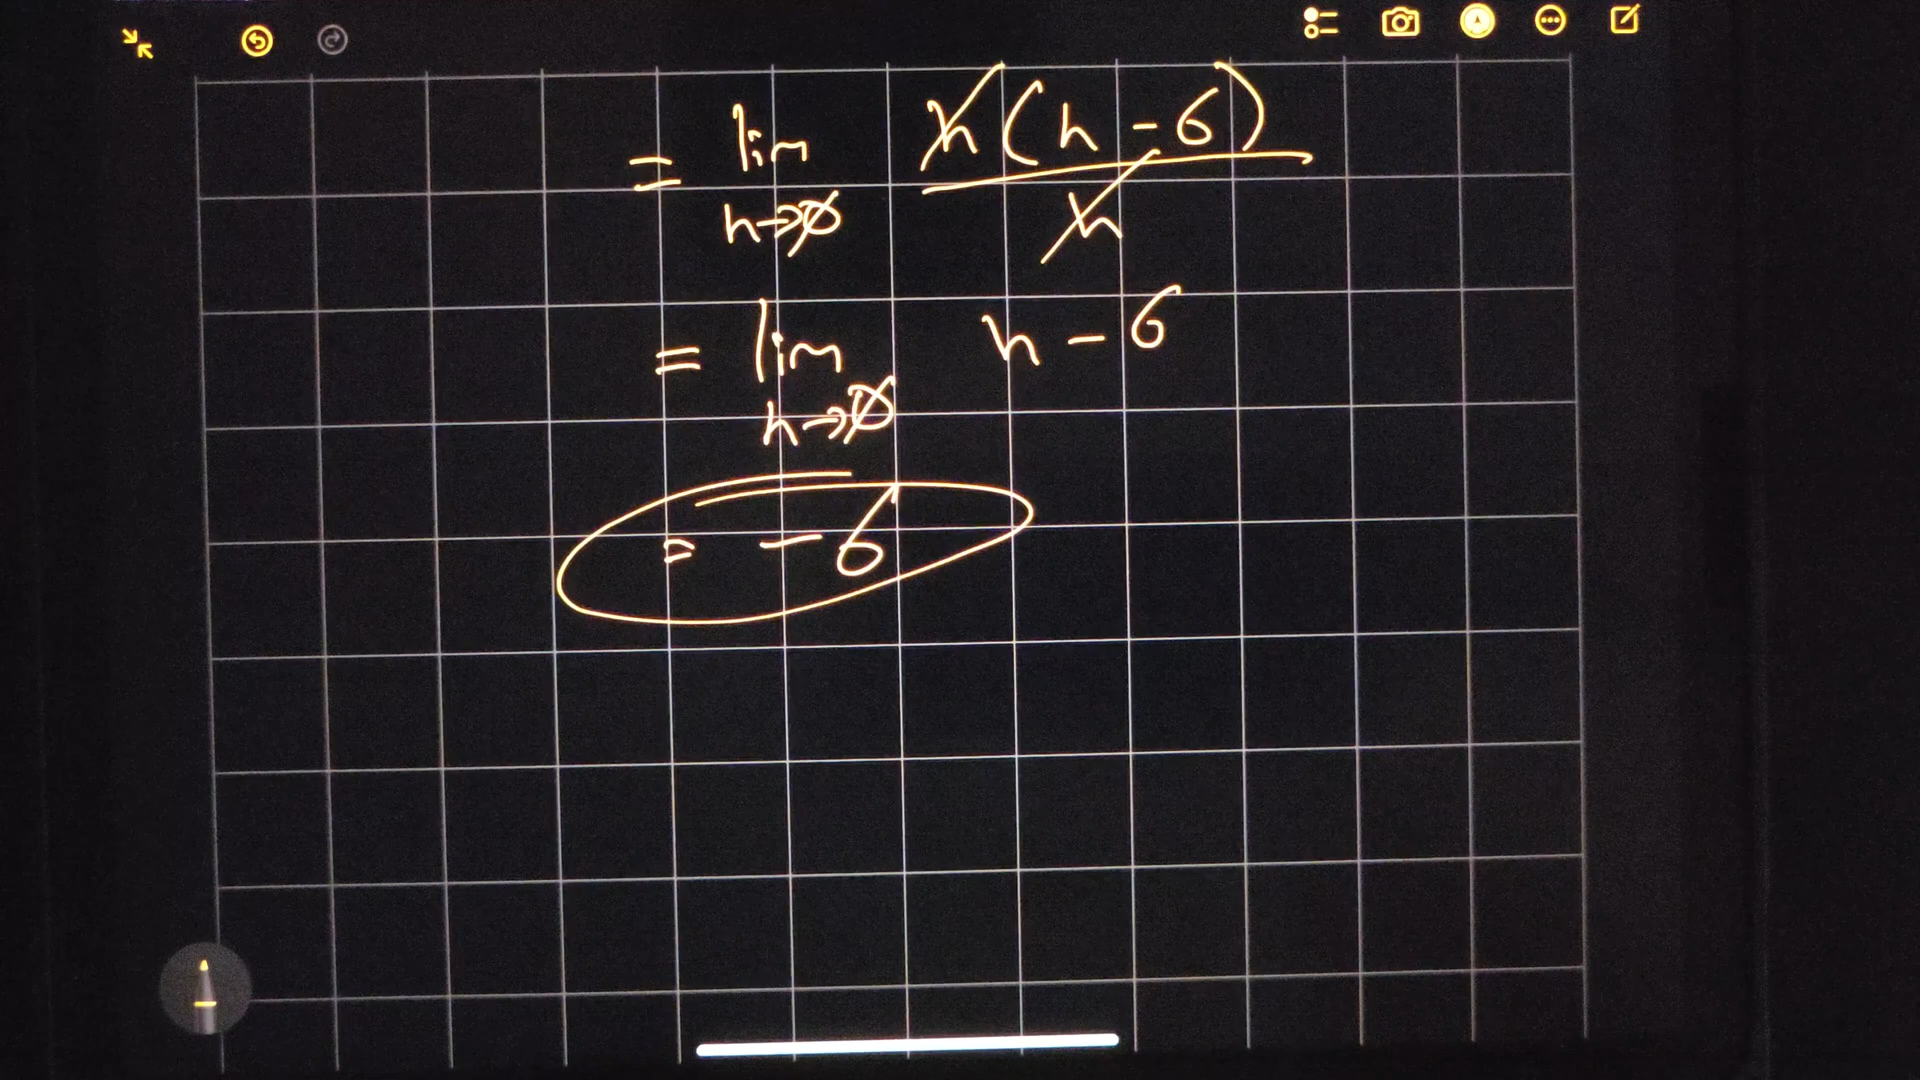 = lim h(h-6)
h→0 h
= lim h-6
h→0
= -6